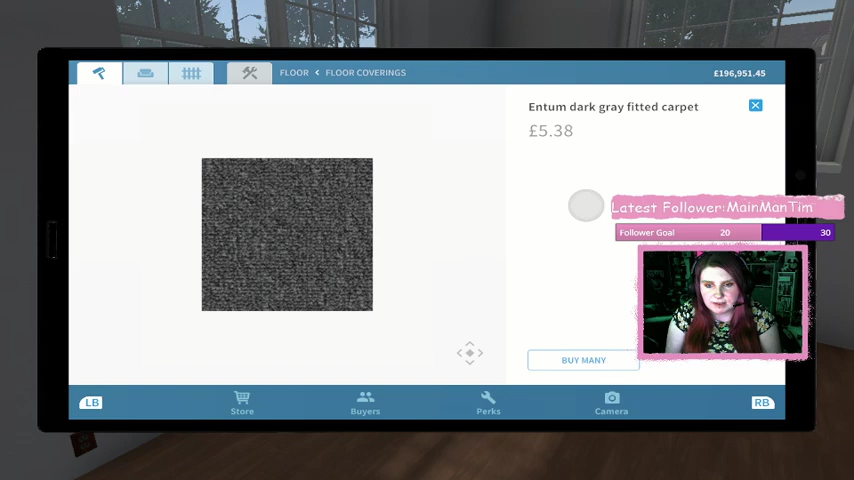 FLOOR < FLOOR COVERINGS
£196,951.45
Entum dark gray fitted carpet
£5.38
Latest Follower:MainManTim
Follower Goal 20 30
BUY MANY
LB
Store
Buyers
Perks
Camera
RB